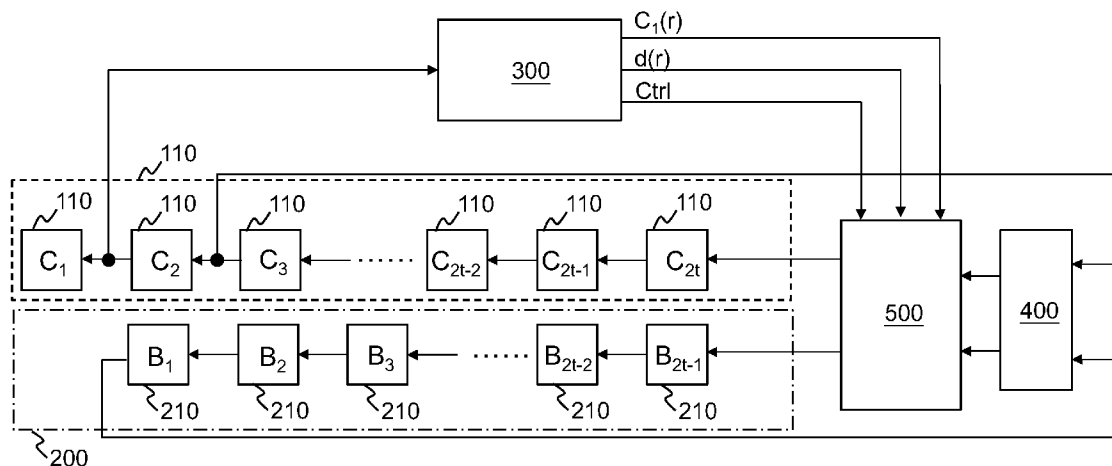 C1(r)
d(r)
Ctrl
300
110
110 110 110 110 110 110
C1 C2 C3 ...... C2t-2 C2t-1 C2t
500 400
B1 B2 B3 ...... B2t-2 B2t-1
210 210 210 210 210
200